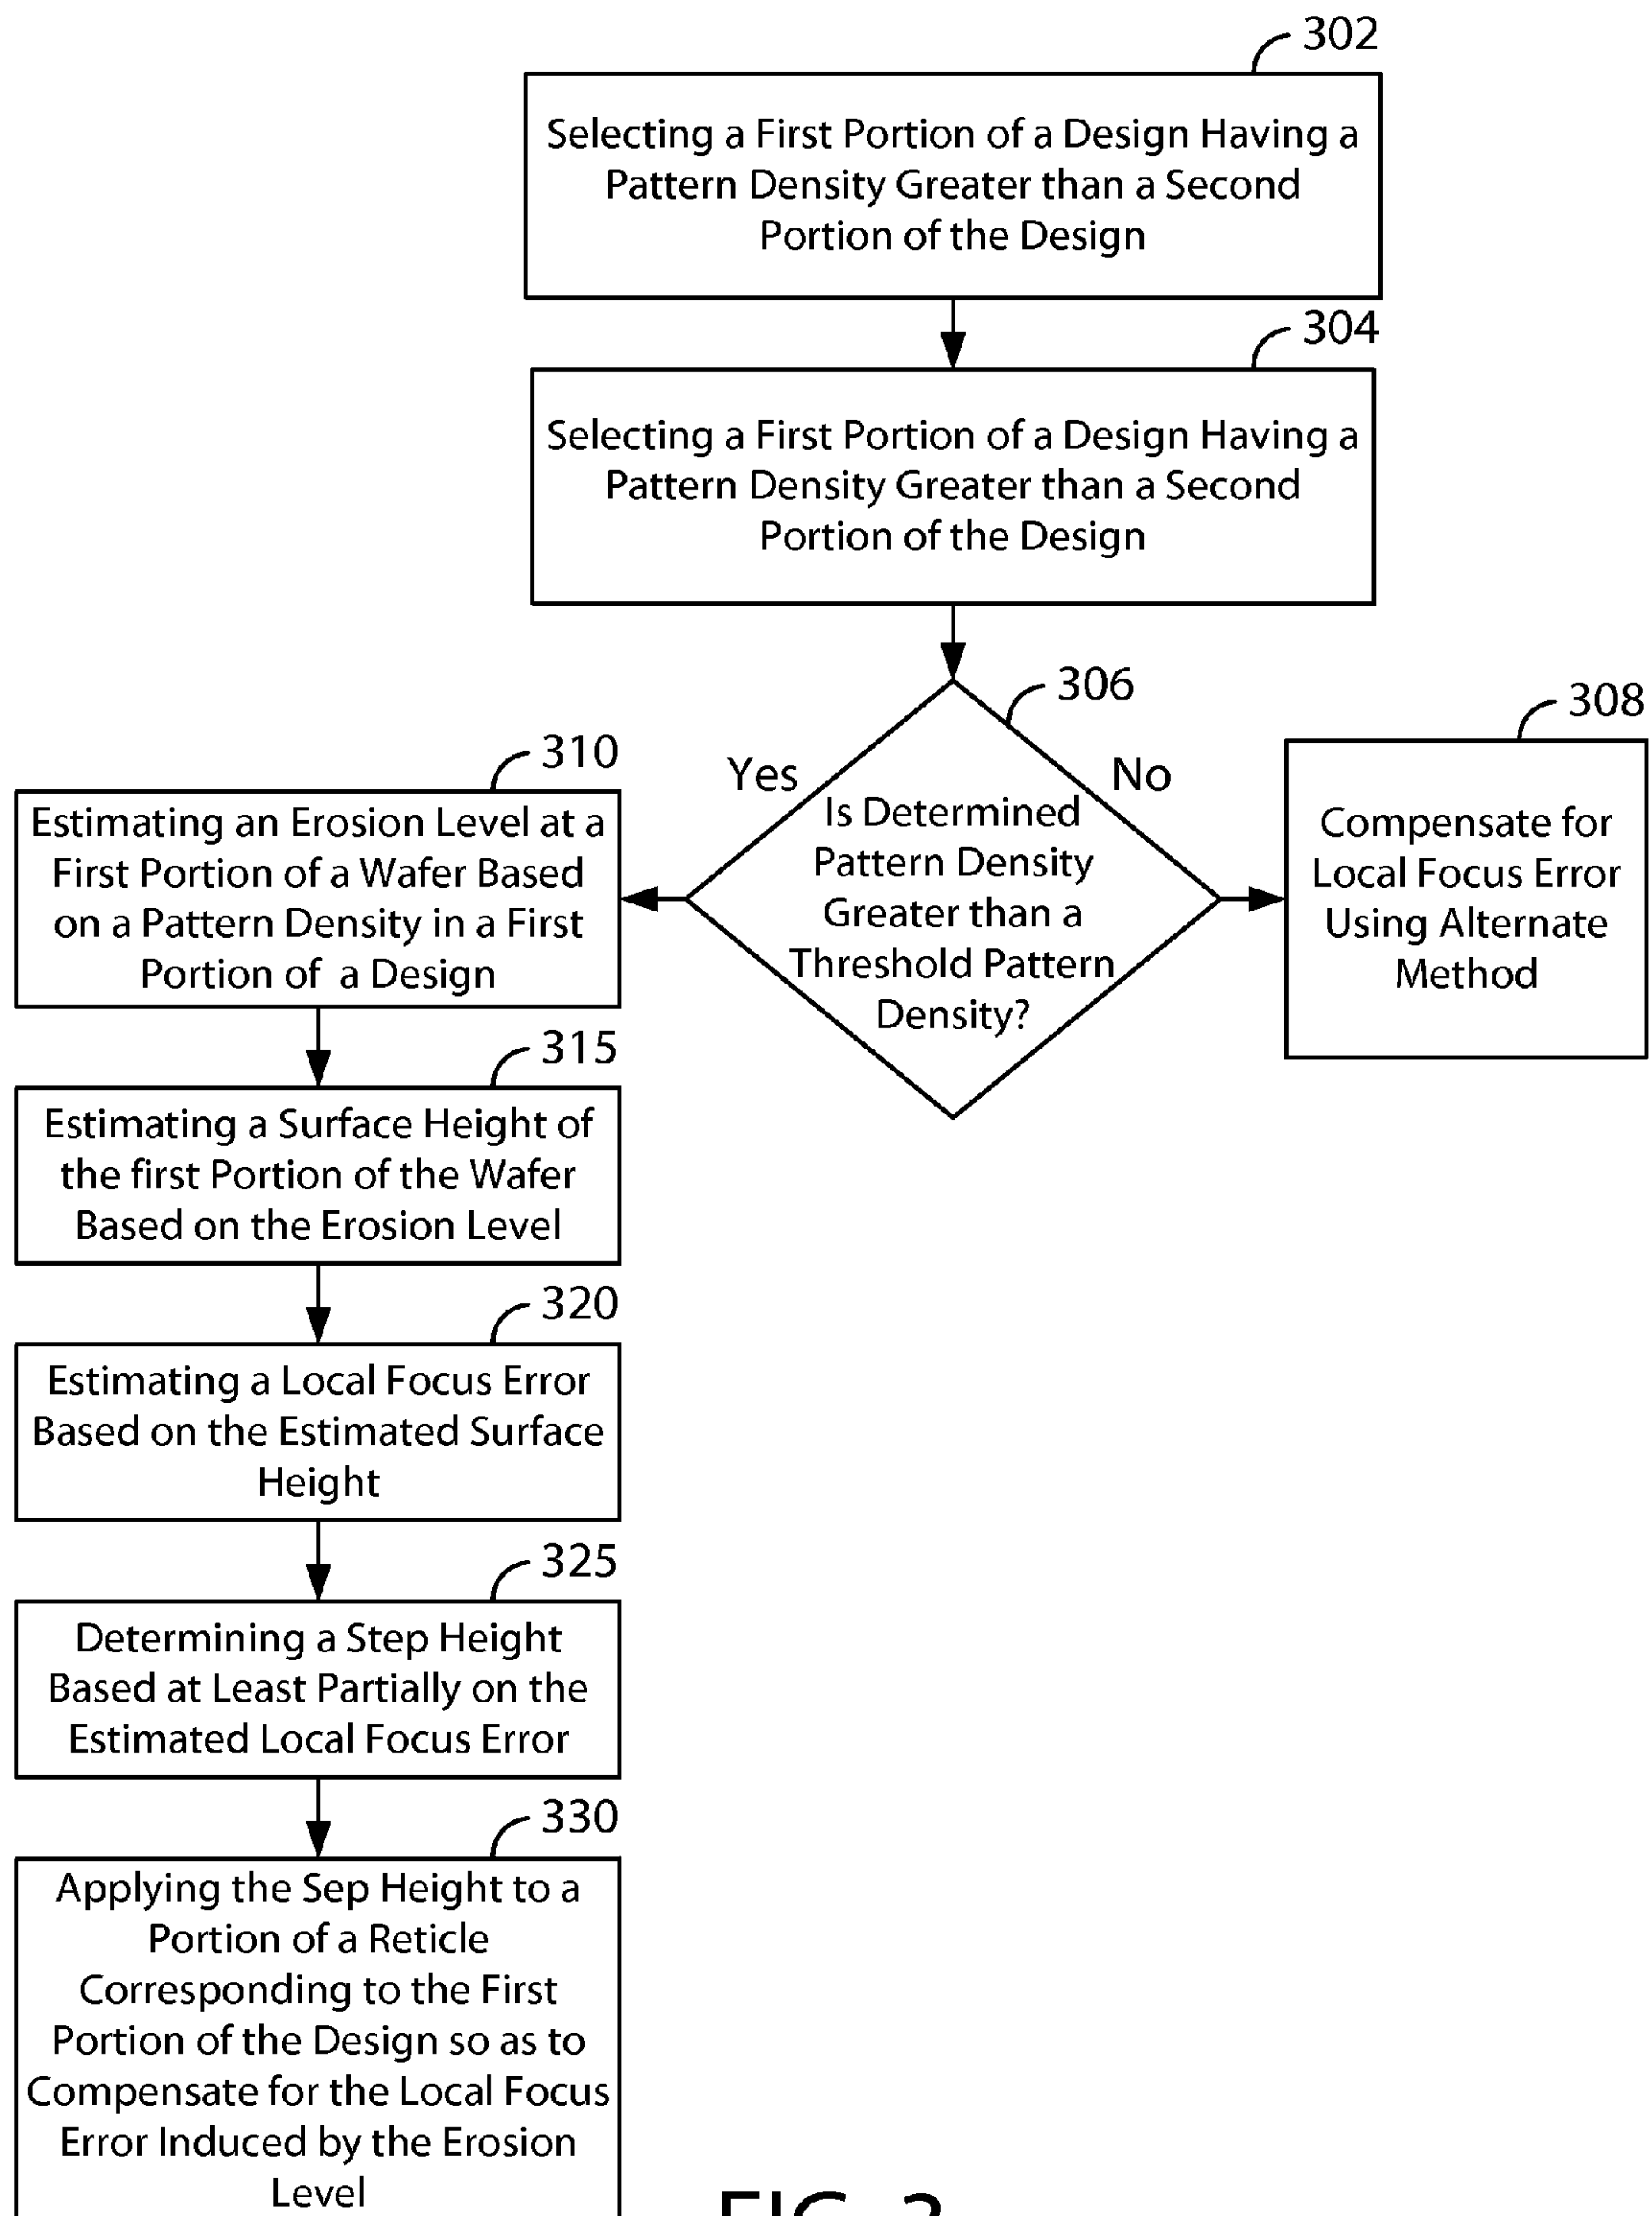 302
Selecting a First Portion of a Design Having a
Pattern Density Greater than a Second
Portion of the Design
304
Selecting a First Portion of a Design Having a
Pattern Density Greater than a Second
Portion of the Design
306
Yes
No
Is Determined
Pattern Density
Greater than a
Threshold Pattern
Density?
308
Compensate for
Local Focus Error
Using Alternate
Method
310
Estimating an Erosion Level at a
First Portion of a Wafer Based
on a Pattern Density in a First
Portion of a Design
315
Estimating a Surface Height of
the first Portion of the Wafer
Based on the Erosion Level
320
Estimating a Local Focus Error
Based on the Estimated Surface
Height
325
Determining a Step Height
Based at Least Partially on the
Estimated Local Focus Error
330
Applying the Sep Height to a
Portion of a Reticle
Corresponding to the First
Portion of the Design so as to
Compensate for the Local Focus
Error Induced by the Erosion
Level